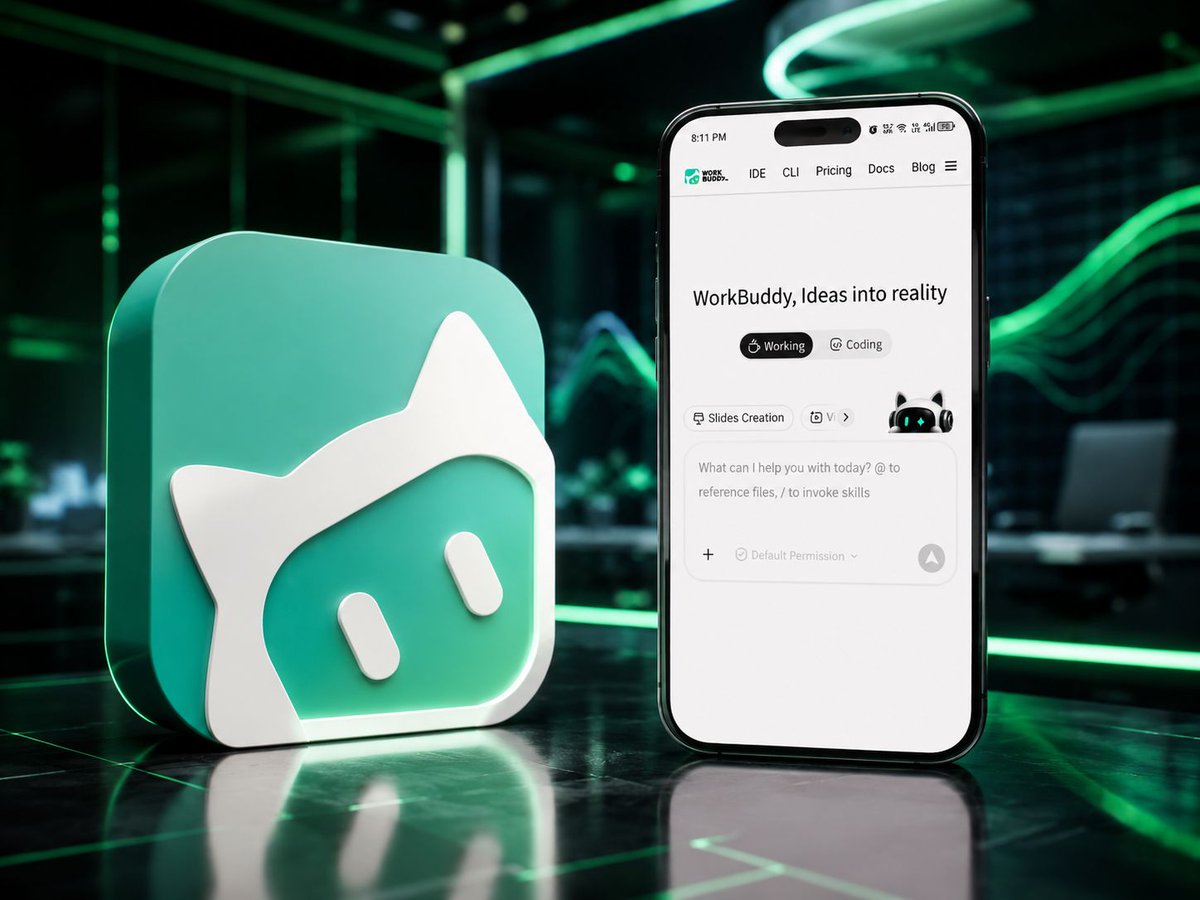 8:11 PM
WORK
BUDDY
IDE CLI Pricing Docs Blog
WorkBuddy, Ideas into reality
Working Coding
Slides Creation Vi
What can I help you with today? @ to
reference files, / to invoke skills
+ Default Permission